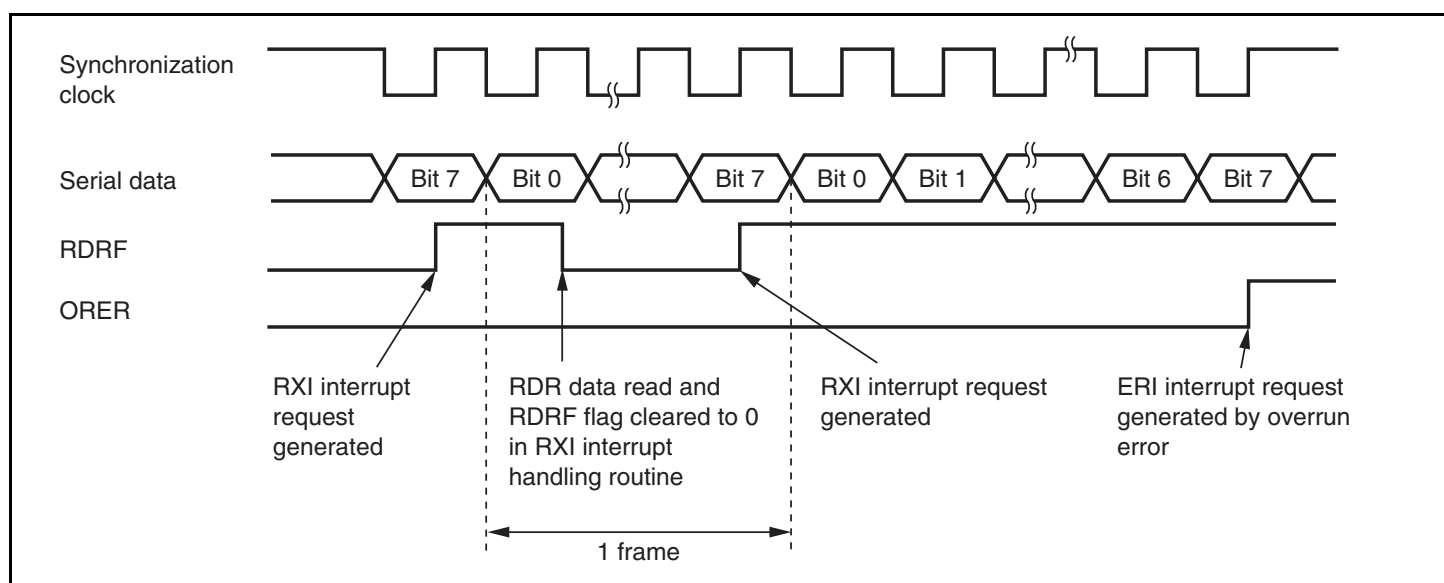 Synchronization
clock
Serial data
Bit 7
Bit 0
Bit 7
Bit 0
Bit 1
Bit 6
Bit 7
RDRF
ORER
RXI interrupt
request
generated
RDR data read and
RDRF flag cleared to 0
in RXI interrupt
handling routine
RXI interrupt request
generated
ERI interrupt request
generated by overrun
error
1 frame